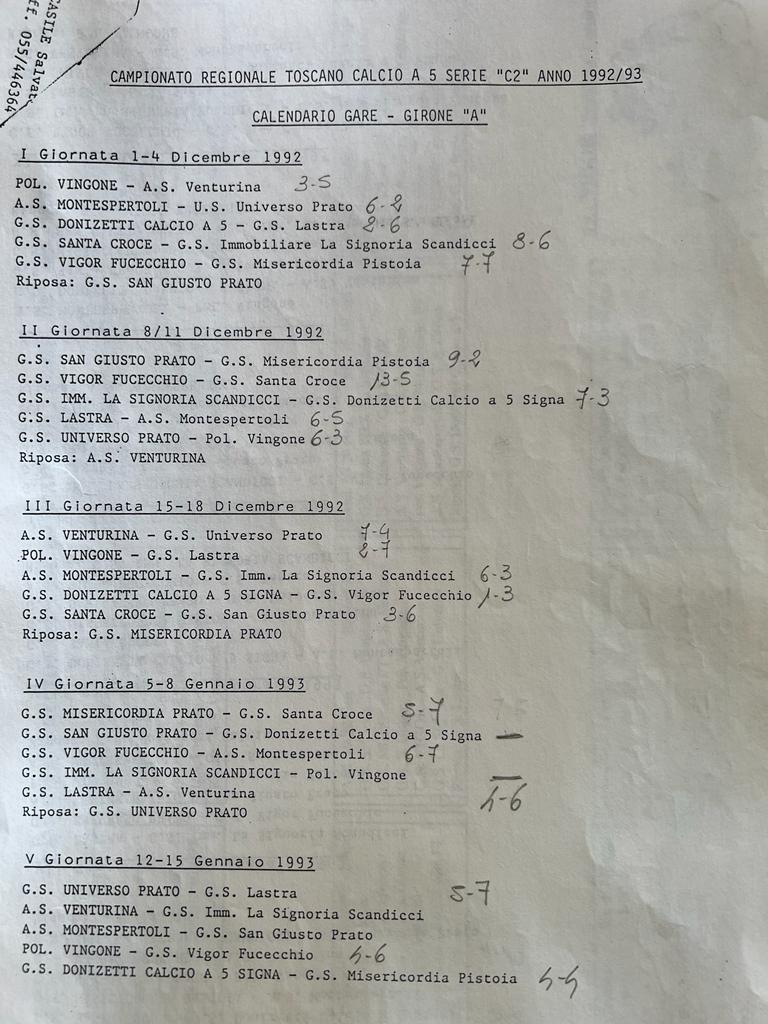 CASILE Salvat
ff. 055/446364
CAMPIONATO REGIONALE TOSCANO CALCIO A 5 SERIE "C2" ANNO 1992/93
CALENDARIO GARE - GIRONE "A"
I Giornata 1-4 Dicembre 1992
POL. VINGONE - A.S. Venturina 3-5
A.S. MONTESPERTOLI - U.S. Universo Prato 6-2
G.S. DONIZETTI CALCIO A 5 - G.S. Lastra 2-6
G.S. SANTA CROCE - G.S. Immobiliare La Signoria Scandicci 8-6
G.S. VIGOR FUCECCHIO - G.S. Misericordia Pistoia 7-7
Riposa: G.S. SAN GIUSTO PRATO
II Giornata 8/11 Dicembre 1992
G.S. SAN GIUSTO PRATO - G.S. Misericordia Pistoia 9-2
G.S. VIGOR FUCECCHIO - G.S. Santa Croce 13-5
G.S. IMM. LA SIGNORIA SCANDICCI - G.S. Donizetti Calcio a 5 Signa 7-3
G.S. LASTRA - A.S. Montespertoli 6-5
G.S. UNIVERSO PRATO - Pol. Vingone 6-3
Riposa: A.S. VENTURINA
III Giornata 15-18 Dicembre 1992
A.S. VENTURINA - G.S. Universo Prato 7-4
POL. VINGONE - G.S. Lastra 2-7
A.S. MONTESPERTOLI - G.S. Imm. La Signoria Scandicci 6-3
G.S. DONIZETTI CALCIO A 5 SIGNA - G.S. Vigor Fucecchio 1-3
G.S. SANTA CROCE - G.S. San Giusto Prato 3-6
Riposa: G.S. MISERICORDIA PRATO
IV Giornata 5-8 Gennaio 1993
G.S. MISERICORDIA PRATO - G.S. Santa Croce 5-7
G.S. SAN GIUSTO PRATO - G.S. Donizetti Calcio a 5 Signa —
G.S. VIGOR FUCECCHIO - A.S. Montespertoli 6-7
G.S. IMM. LA SIGNORIA SCANDICCI - Pol. Vingone —
G.S. LASTRA - A.S. Venturina 4-6
Riposa: G.S. UNIVERSO PRATO
V Giornata 12-15 Gennaio 1993
G.S. UNIVERSO PRATO - G.S. Lastra 5-7
A.S. VENTURINA - G.S. Imm. La Signoria Scandicci
A.S. MONTESPERTOLI - G.S. San Giusto Prato
POL. VINGONE - G.S. Vigor Fucecchio 4-6
G.S. DONIZETTI CALCIO A 5 SIGNA - G.S. Misericordia Pistoia 4-4